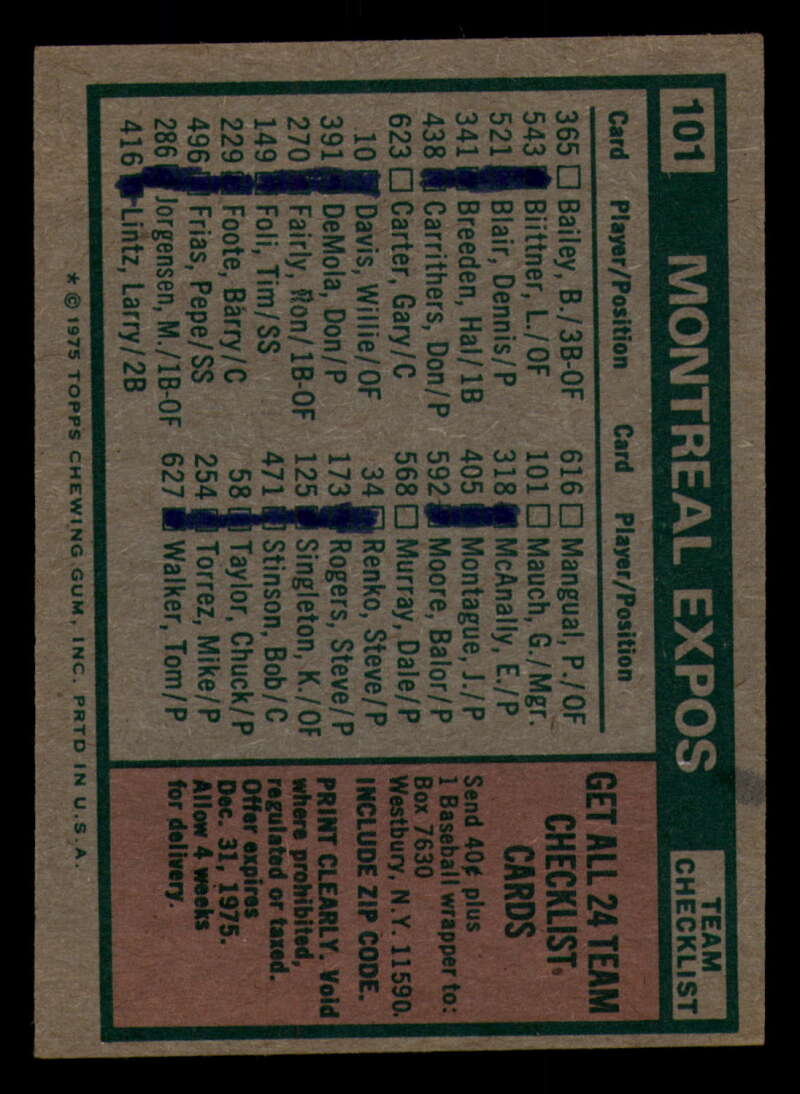 101 MONTREAL EXPOS TEAM CHECKLIST
Card Player/Position Card Player/Position
365 Bailey, B./3B-OF
543 Biittner, L./OF
521 Blair, Dennis/P
341 Breeden, Hal/1B
438 Carrithers, Don/P
623 Carter, Gary/C
10 Davis, Willie/OF
391 DeMola, Don/P
270 Fairly, Ron/1B-OF
149 Foli, Tim/SS
229 Foote, Barry/C
496 Frias, Pepe/SS
286 Jorgensen, M./1B-OF
416 Lintz, Larry/2B
616 Mangual, P./OF
101 Mauch, G./Mgr.
318 McAnally, E./P
405 Montague, J./P
592 Moore, Balor/P
568 Murray, Dale/P
34 Renko, Steve/P
173 Rogers, Steve/P
125 Singleton, K./OF
471 Stinson, Bob/C
58 Taylor, Chuck/P
254 Torrez, Mike/P
627 Walker, Tom/P
GET ALL 24 TEAM
CHECKLIST
CARDS
Send 40¢ plus
1 Baseball wrapper to:
Box 7630
Westbury, N.Y. 11590.
INCLUDE ZIP CODE.
PRINT CLEARLY. Void
where prohibited,
regulated or taxed.
Offer expires
Dec. 31, 1975.
Allow 4 weeks
for delivery.
* © 1975 TOPPS CHEWING GUM, INC. PRTD IN U.S.A.